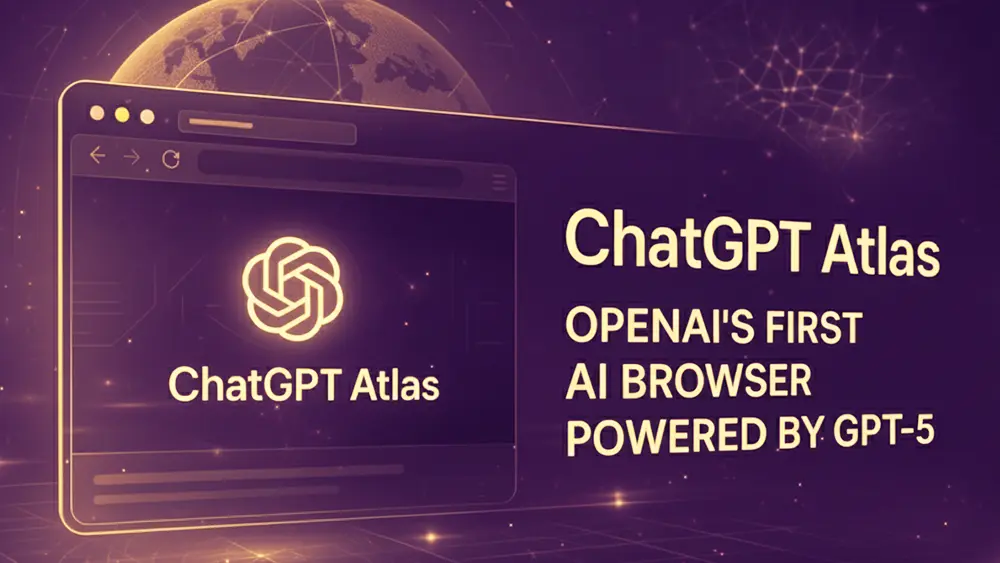 ChatGPT Atlas
ChatGPT Atlas
OPENAI'S FIRST
AI BROWSER
POWERED BY GPT-5